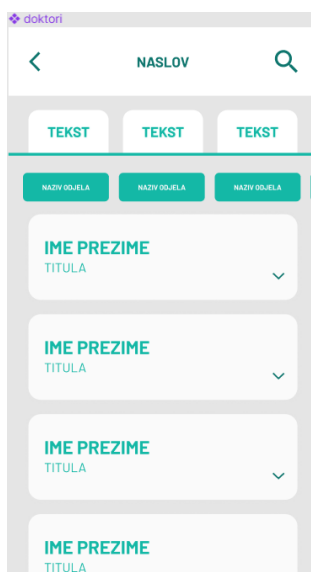 doktori
NASLOV
TEKST TEKST TEKST
NAZIV ODJELA NAZIV ODJELA NAZIV ODJELA
IME PREZIME
TITULA
IME PREZIME
TITULA
IME PREZIME
TITULA
IME PREZIME
TITULA